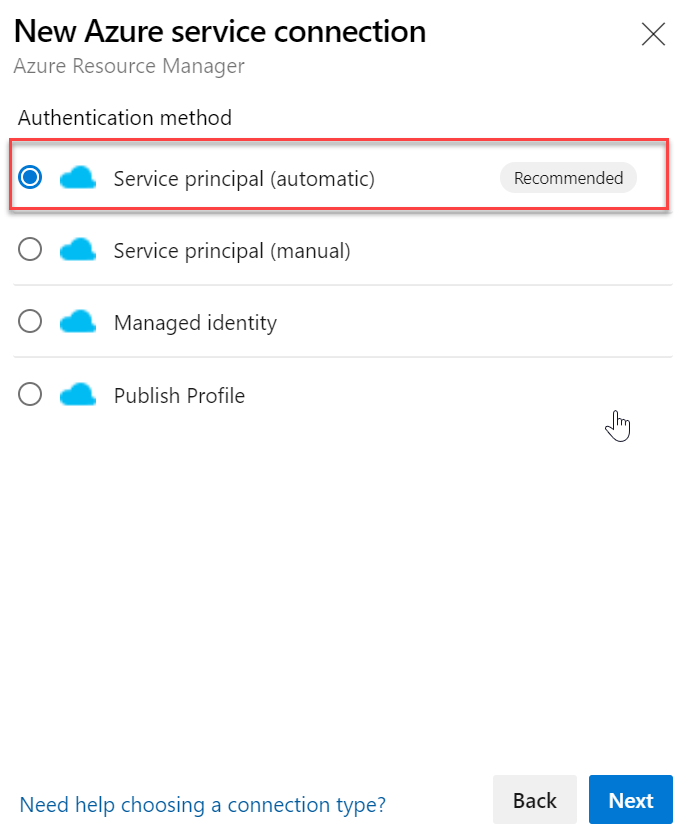 New Azure service connection
Azure Resource Manager
Authentication method
Service principal (automatic) Recommended
Service principal (manual)
Managed identity
Publish Profile
Need help choosing a connection type? Back Next